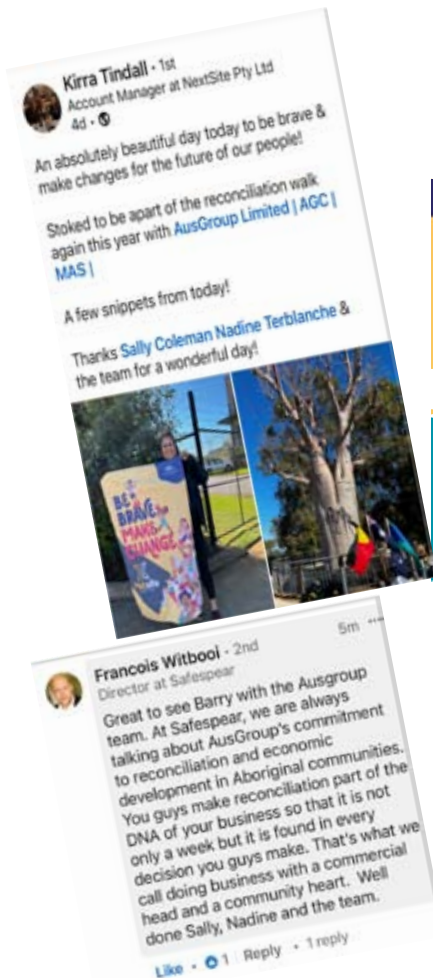 Kirra Tindall • 1st
Account Manager at NextSite Pty Ltd
4d •
An absolutely beautiful day today to be brave &
make changes for the future of our people!
Stoked to be apart of the reconciliation walk
again this year with AusGroup Limited | AGC |
MAS |
A few snippets from today!
Thanks Sally Coleman Nadine Terblanche &
the team for a wonderful day!
BE
BRAVE
MAKE
CHANGE
Francois Witbooi • 2nd
5m ...
Director at Safespear
Great to see Barry with the Ausgroup
team. At Safespear, we are always
talking about AusGroup's commitment
to reconciliation and economic
development in Aboriginal communities.
You guys make reconciliation part of the
DNA of your business so that it is not
only a week but it is found in every
decision you guys make. That's what we
call doing business with a commercial
head and a community heart. Well
done Sally, Nadine and the team.
Like • 1 | Reply • 1 reply